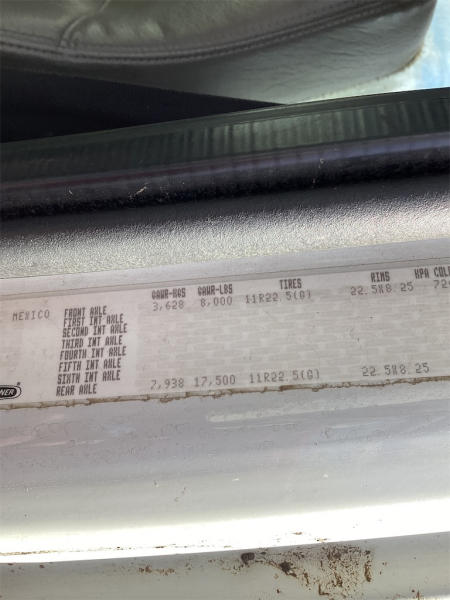 GAWR-KGS GAWR-LBS TIRES RIMS KPA COLD
MEXICO FRONT AXLE 3,628 8,000 11R22.5(G) 22.5X8.25
FIRST INT AXLE
SECOND INT AXLE
THIRD INT AXLE
FOURTH INT AXLE
FIFTH INT AXLE
SIXTH INT AXLE
REAR AXLE 7,938 17,500 11R22.5(G) 22.5X8.25